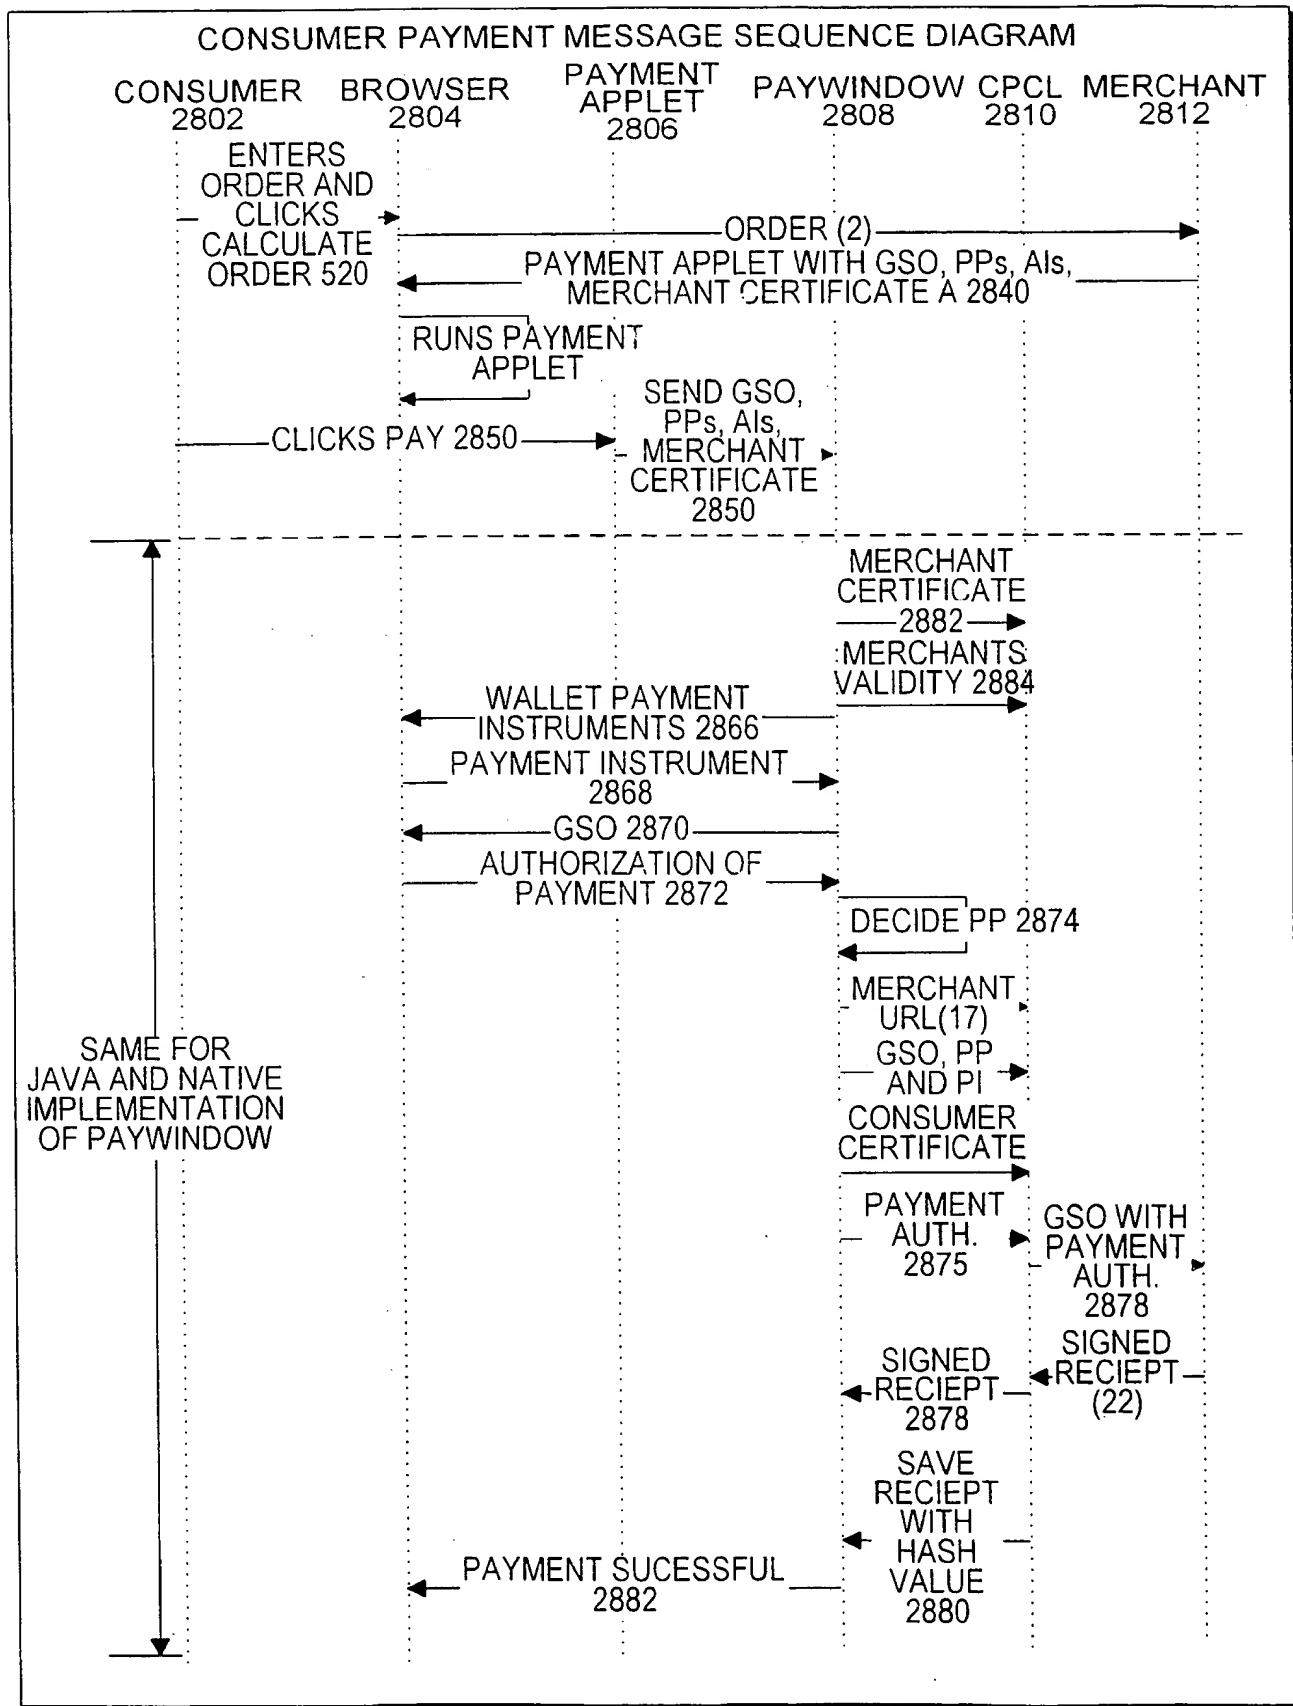 CONSUMER PAYMENT MESSAGE SEQUENCE DIAGRAM
CONSUMER
2802
BROWSER
2804
PAYMENT
APPLET
2806
PAYWINDOW
2808
CPCL
2810
MERCHANT
2812
ENTERS
ORDER AND
CLICKS
CALCULATE
ORDER 520
ORDER (2)
PAYMENT APPLET WITH GSO, PPs, AIs,
MERCHANT CERTIFICATE A 2840
RUNS PAYMENT
APPLET
CLICKS PAY 2850
SEND GSO,
PPs, AIs,
MERCHANT
CERTIFICATE
2850
MERCHANT
CERTIFICATE
2882
MERCHANTS
VALIDITY 2884
WALLET PAYMENT
INSTRUMENTS 2866
PAYMENT INSTRUMENT
2868
GSO 2870
AUTHORIZATION OF
PAYMENT 2872
DECIDE PP 2874
MERCHANT
URL(17)
GSO, PP
AND PI
CONSUMER
CERTIFICATE
SAME FOR
JAVA AND NATIVE
IMPLEMENTATION
OF PAYWINDOW
PAYMENT
AUTH.
2875
GSO WITH
PAYMENT
AUTH.
2878
SIGNED
RECIEPT
(22)
SIGNED
RECIEPT
2878
SAVE
RECIEPT
WITH
HASH
VALUE
2880
PAYMENT SUCESSFUL
2882